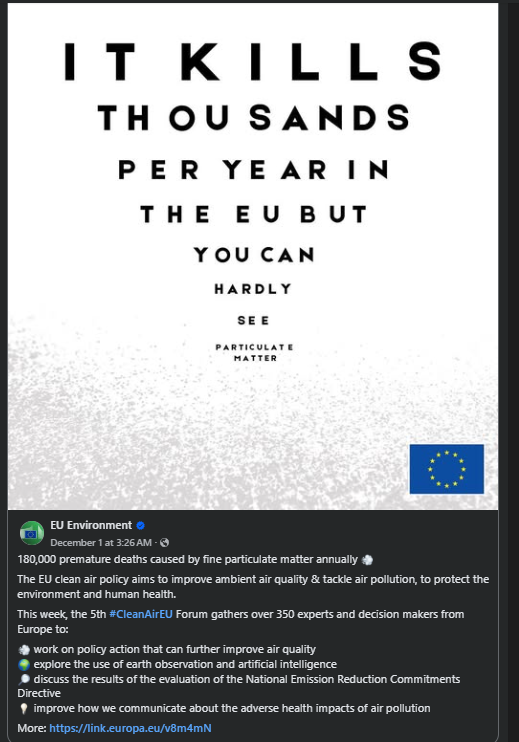 IT KILLS
THOUSANDS
PER YEAR IN
THE EU BUT
YOU CAN
HARDLY
SEE
PARTICULATE
MATTER
EU Environment
December 1 at 3:26 AM ·
180,000 premature deaths caused by fine particulate matter annually
The EU clean air policy aims to improve ambient air quality & tackle air pollution, to protect the
environment and human health.
This week, the 5th #CleanAirEU Forum gathers over 350 experts and decision makers from
Europe to:
work on policy action that can further improve air quality
explore the use of earth observation and artificial intelligence
discuss the results of the evaluation of the National Emission Reduction Commitments
Directive
improve how we communicate about the adverse health impacts of air pollution
More: https://link.europa.eu/v8m4mN